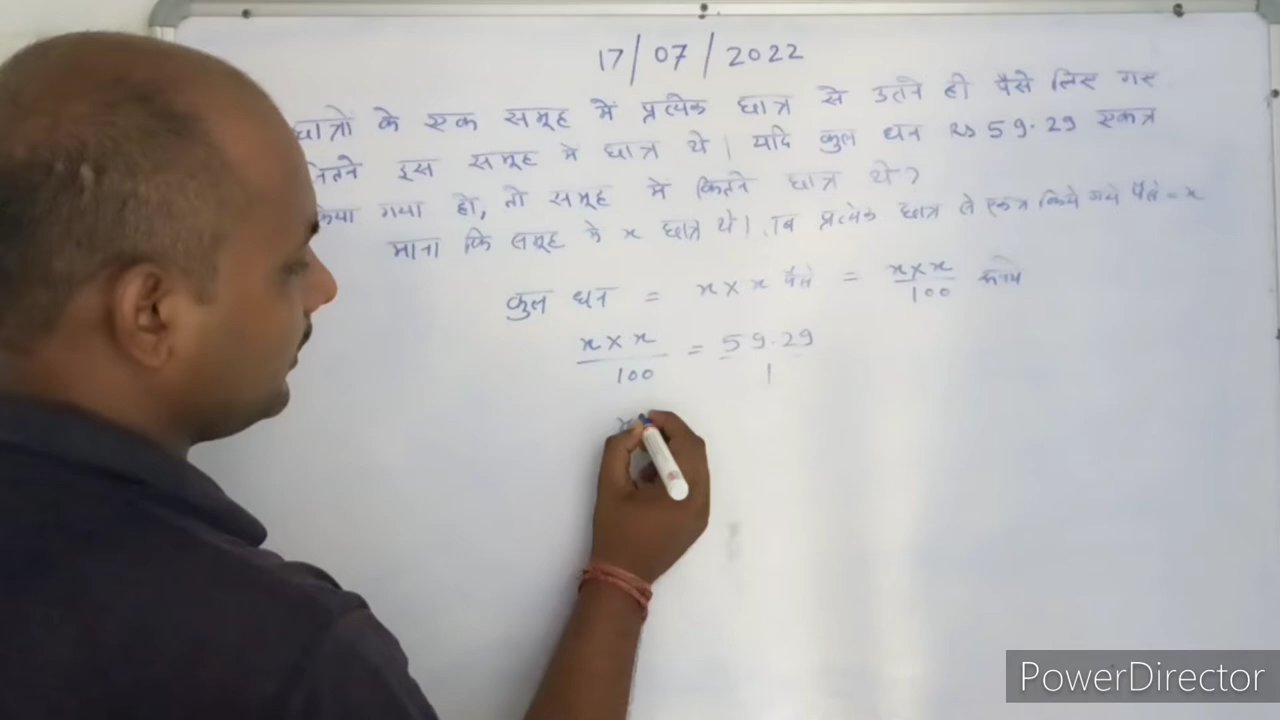 17/07/2022
छात्रो के एक समूह में प्रत्येक छात्र से उतने ही पैसे लिए गए
इस समूह मे छात्र थे। यदि कुल धन Rs 59.29 एकत्र
किया गया हो, तो समूह मे कितने छात्र थे?
माना कि समूह मे x छात्र थे। तब प्रत्येक छात्र से एकत्र किये गये पैसे = x
कुल धन = x × x पैसे = x × x / 100 रूपये
x × x / 100 = 59.29 / 1
x
PowerDirector